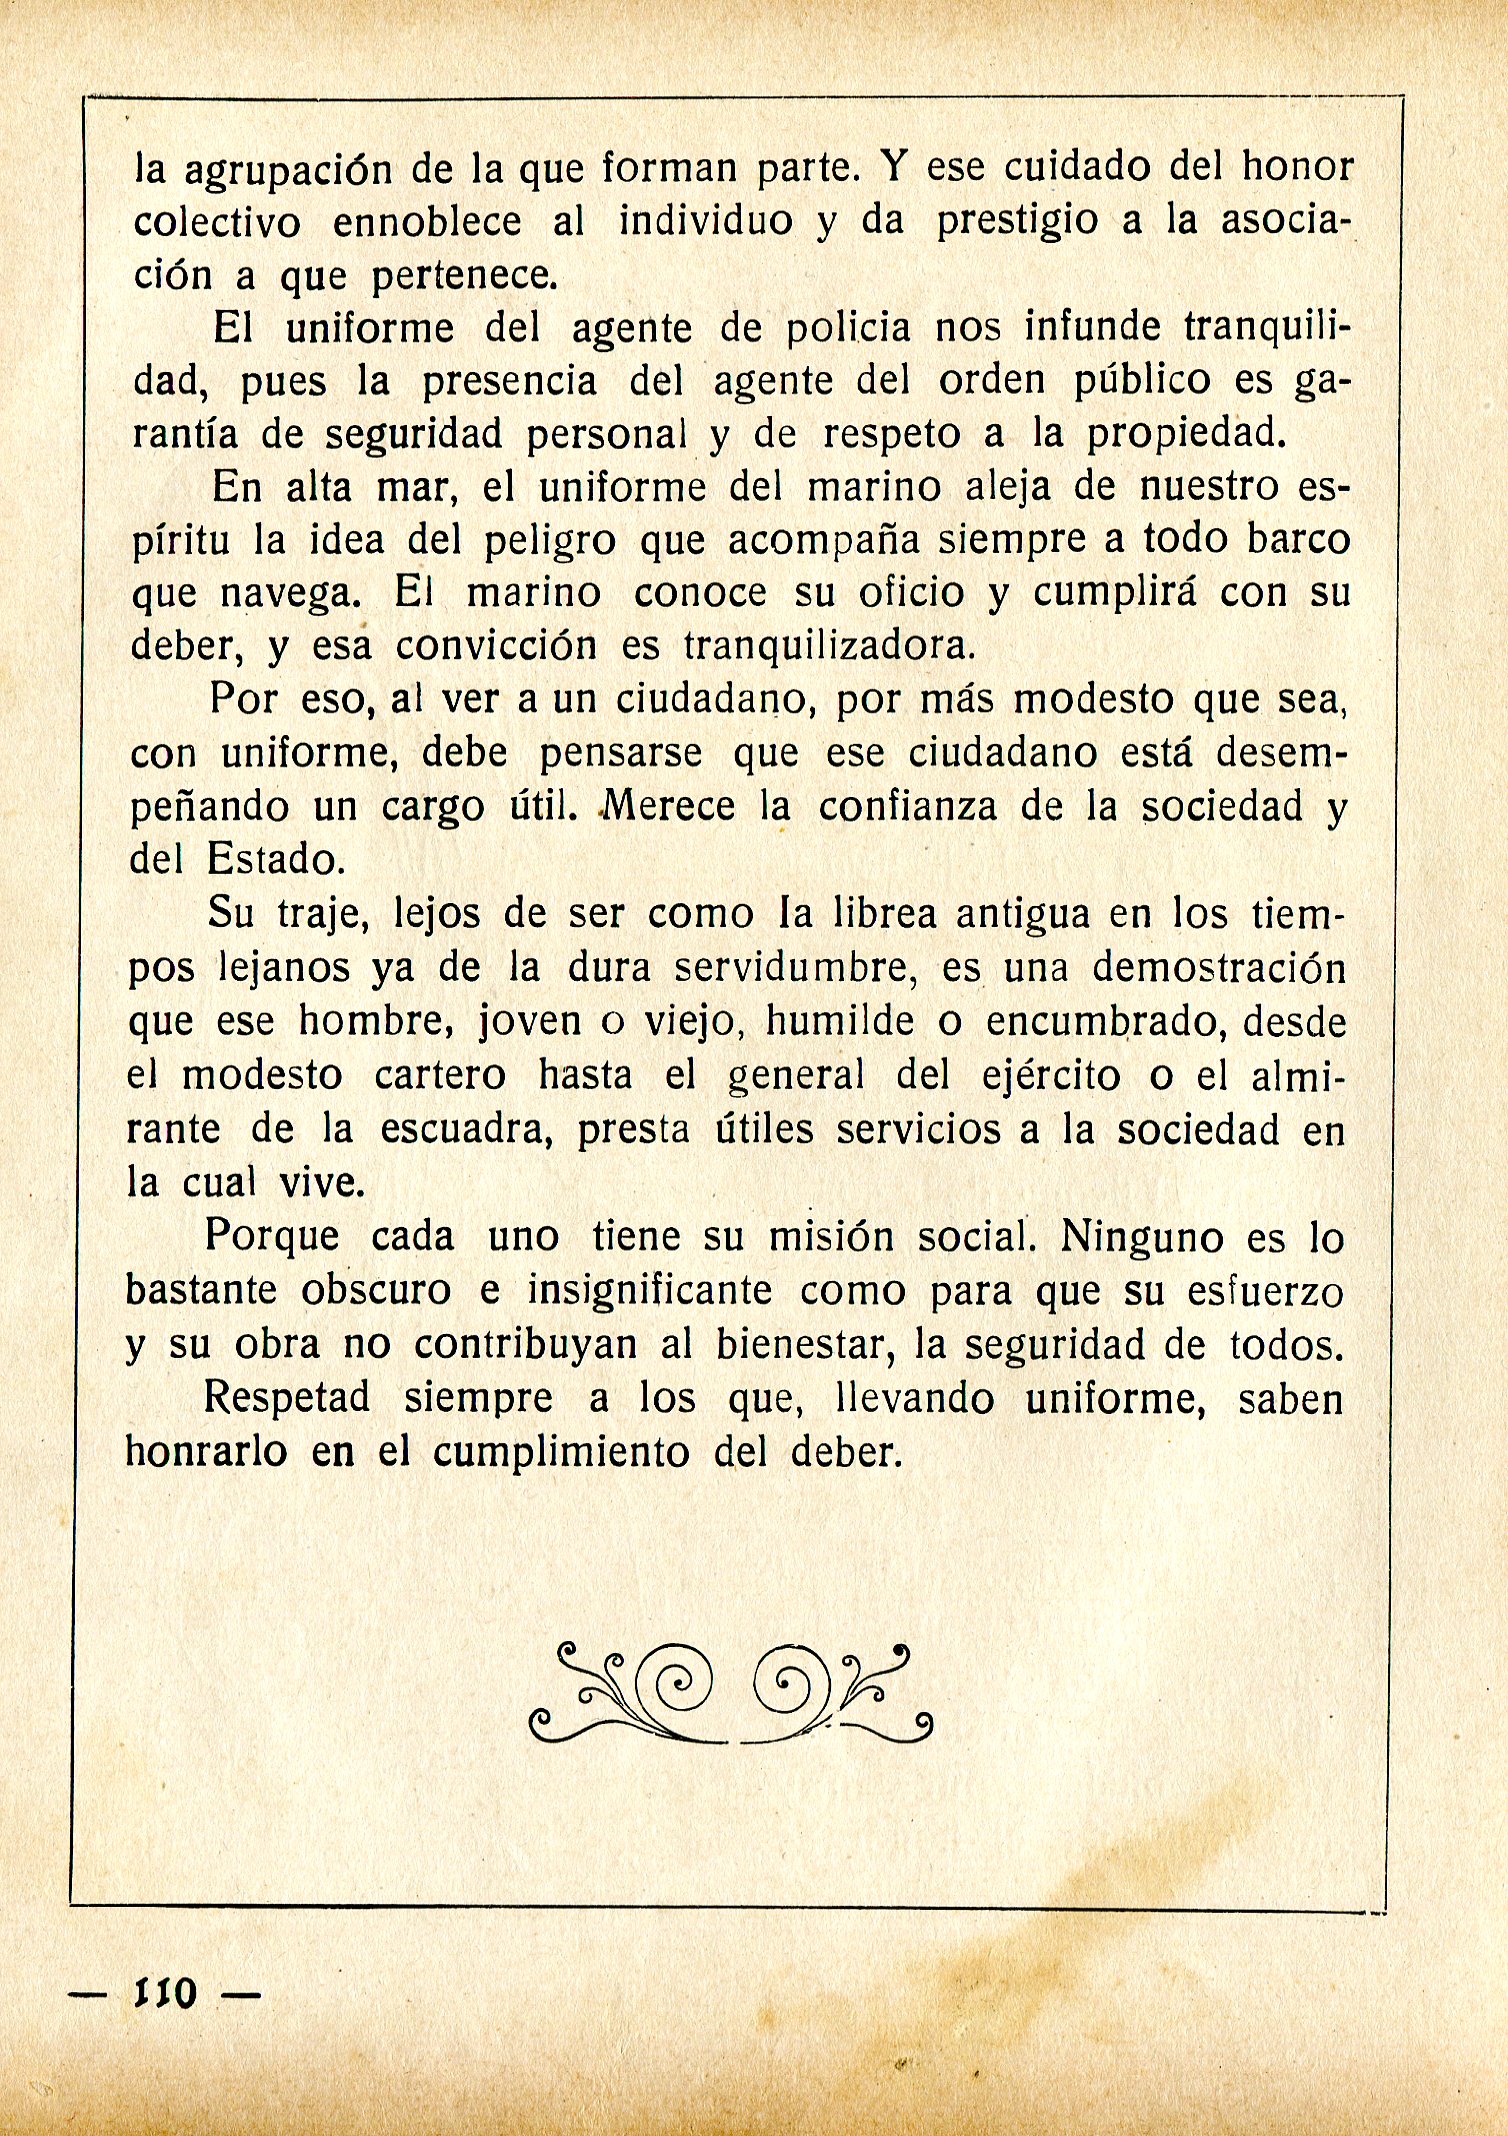 la agrupación de la que forman parte. Y ese cuidado del honor
colectivo ennoblece al individuo y da prestigio a la asocia-
ción a que pertenece.
El uniforme del agente de policia nos infunde tranquili-
dad, pues la presencia del agente del orden público es ga-
rantía de seguridad personal y de respeto a la propiedad.
En alta mar, el uniforme del marino aleja de nuestro es-
píritu la idea del peligro que acompaña siempre a todo barco
que navega. El marino conoce su oficio y cumplirá con su
deber, y esa convicción es tranquilizadora.
Por eso, al ver a un ciudadano, por más modesto que sea,
con uniforme, debe pensarse que ese ciudadano está desem-
peñando un cargo útil. Merece la confianza de la sociedad y
del Estado.
Su traje, lejos de ser como la librea antigua en los tiem-
pos lejanos ya de la dura servidumbre, es una demostración
que ese hombre, joven o viejo, humilde o encumbrado, desde
el modesto cartero hasta el general del ejército o el almi-
rante de la escuadra, presta útiles servicios a la sociedad en
la cual vive.
Porque cada uno tiene su misión social. Ninguno es lo
bastante obscuro e insignificante como para que su esfuerzo
y su obra no contribuyan al bienestar, la seguridad de todos.
Respetad siempre a los que, llevando uniforme, saben
honrarlo en el cumplimiento del deber.
— 110 —